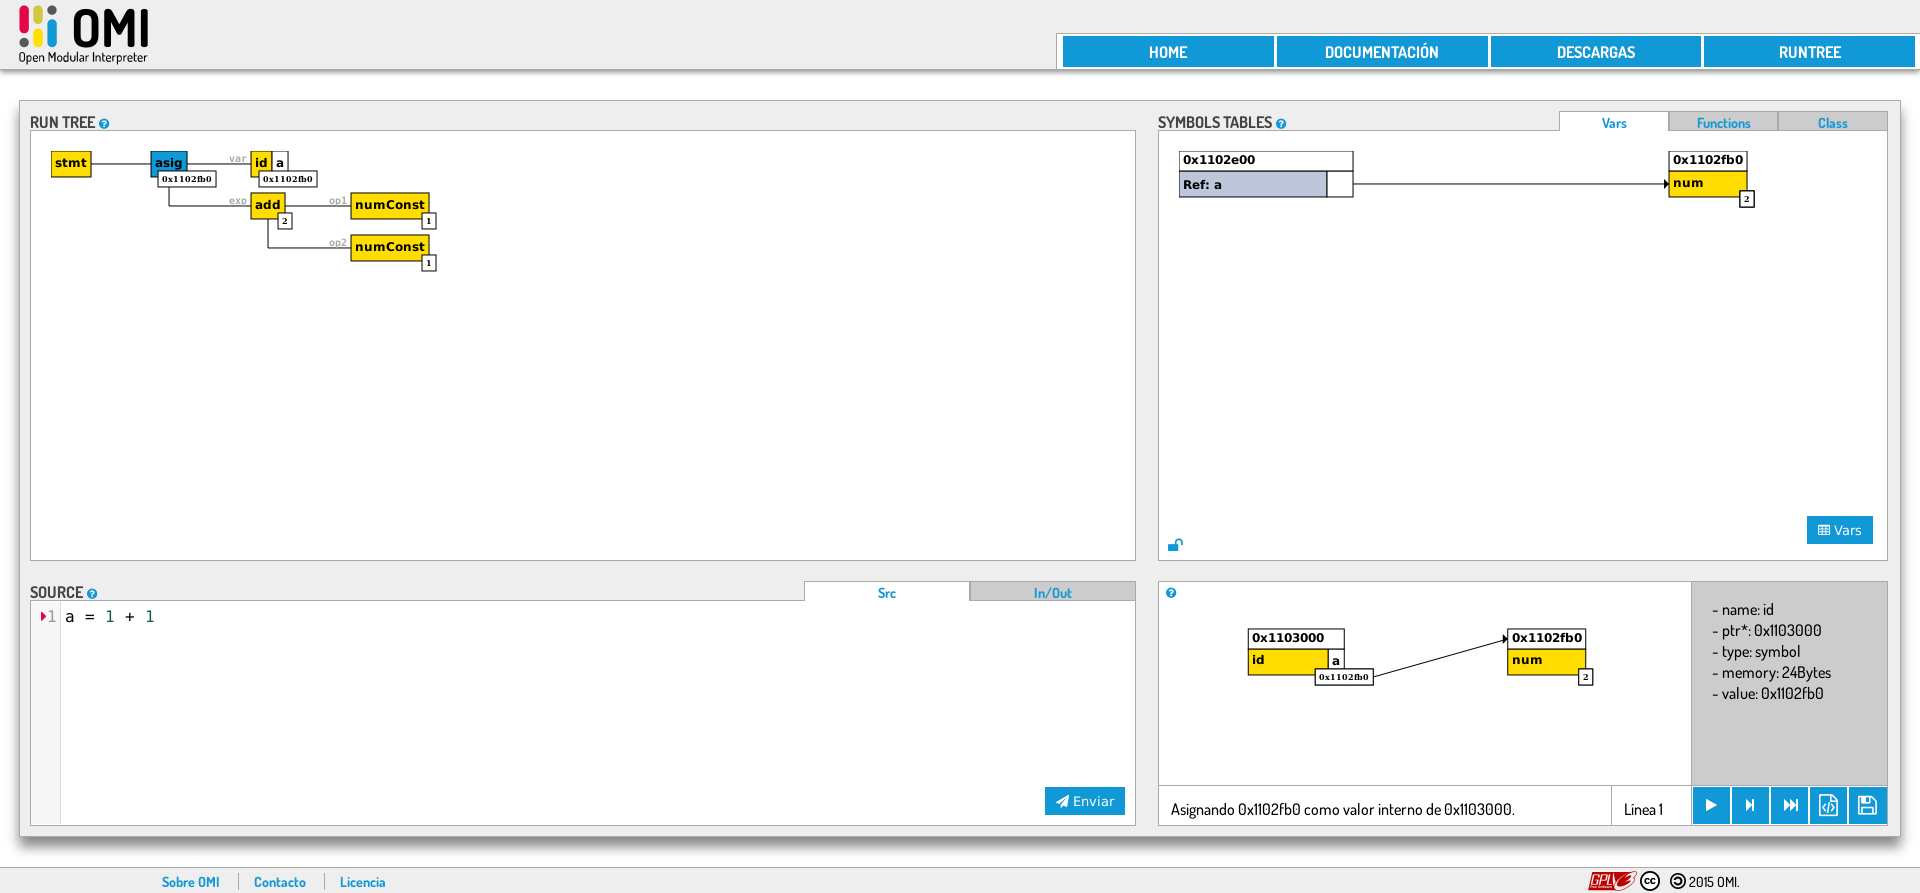 OMI
Open Modular Interpreter
HOME
DOCUMENTACIÓN
DESCARGAS
RUNTREE
RUN TREE ?
stmt
asig
0x1102fb0
var
id a
0x1102fb0
exp
add
2
op1
numConst
1
op2
numConst
1
SYMBOLS TABLES ?
Vars
Functions
Class
0x1102e00
Ref: a
0x1102fb0
num
2
Vars
SOURCE ?
Src
In/Out
1 a = 1 + 1
Enviar
?
0x1103000
id a
0x1102fb0
0x1102fb0
num
2
- name: id
- ptr*: 0x1103000
- type: symbol
- memory: 24Bytes
- value: 0x1102fb0
Asignando 0x1102fb0 como valor interno de 0x1103000.
Línea 1
Sobre OMI
Contacto
Licencia
GPLv3
cc
2015 OMI.